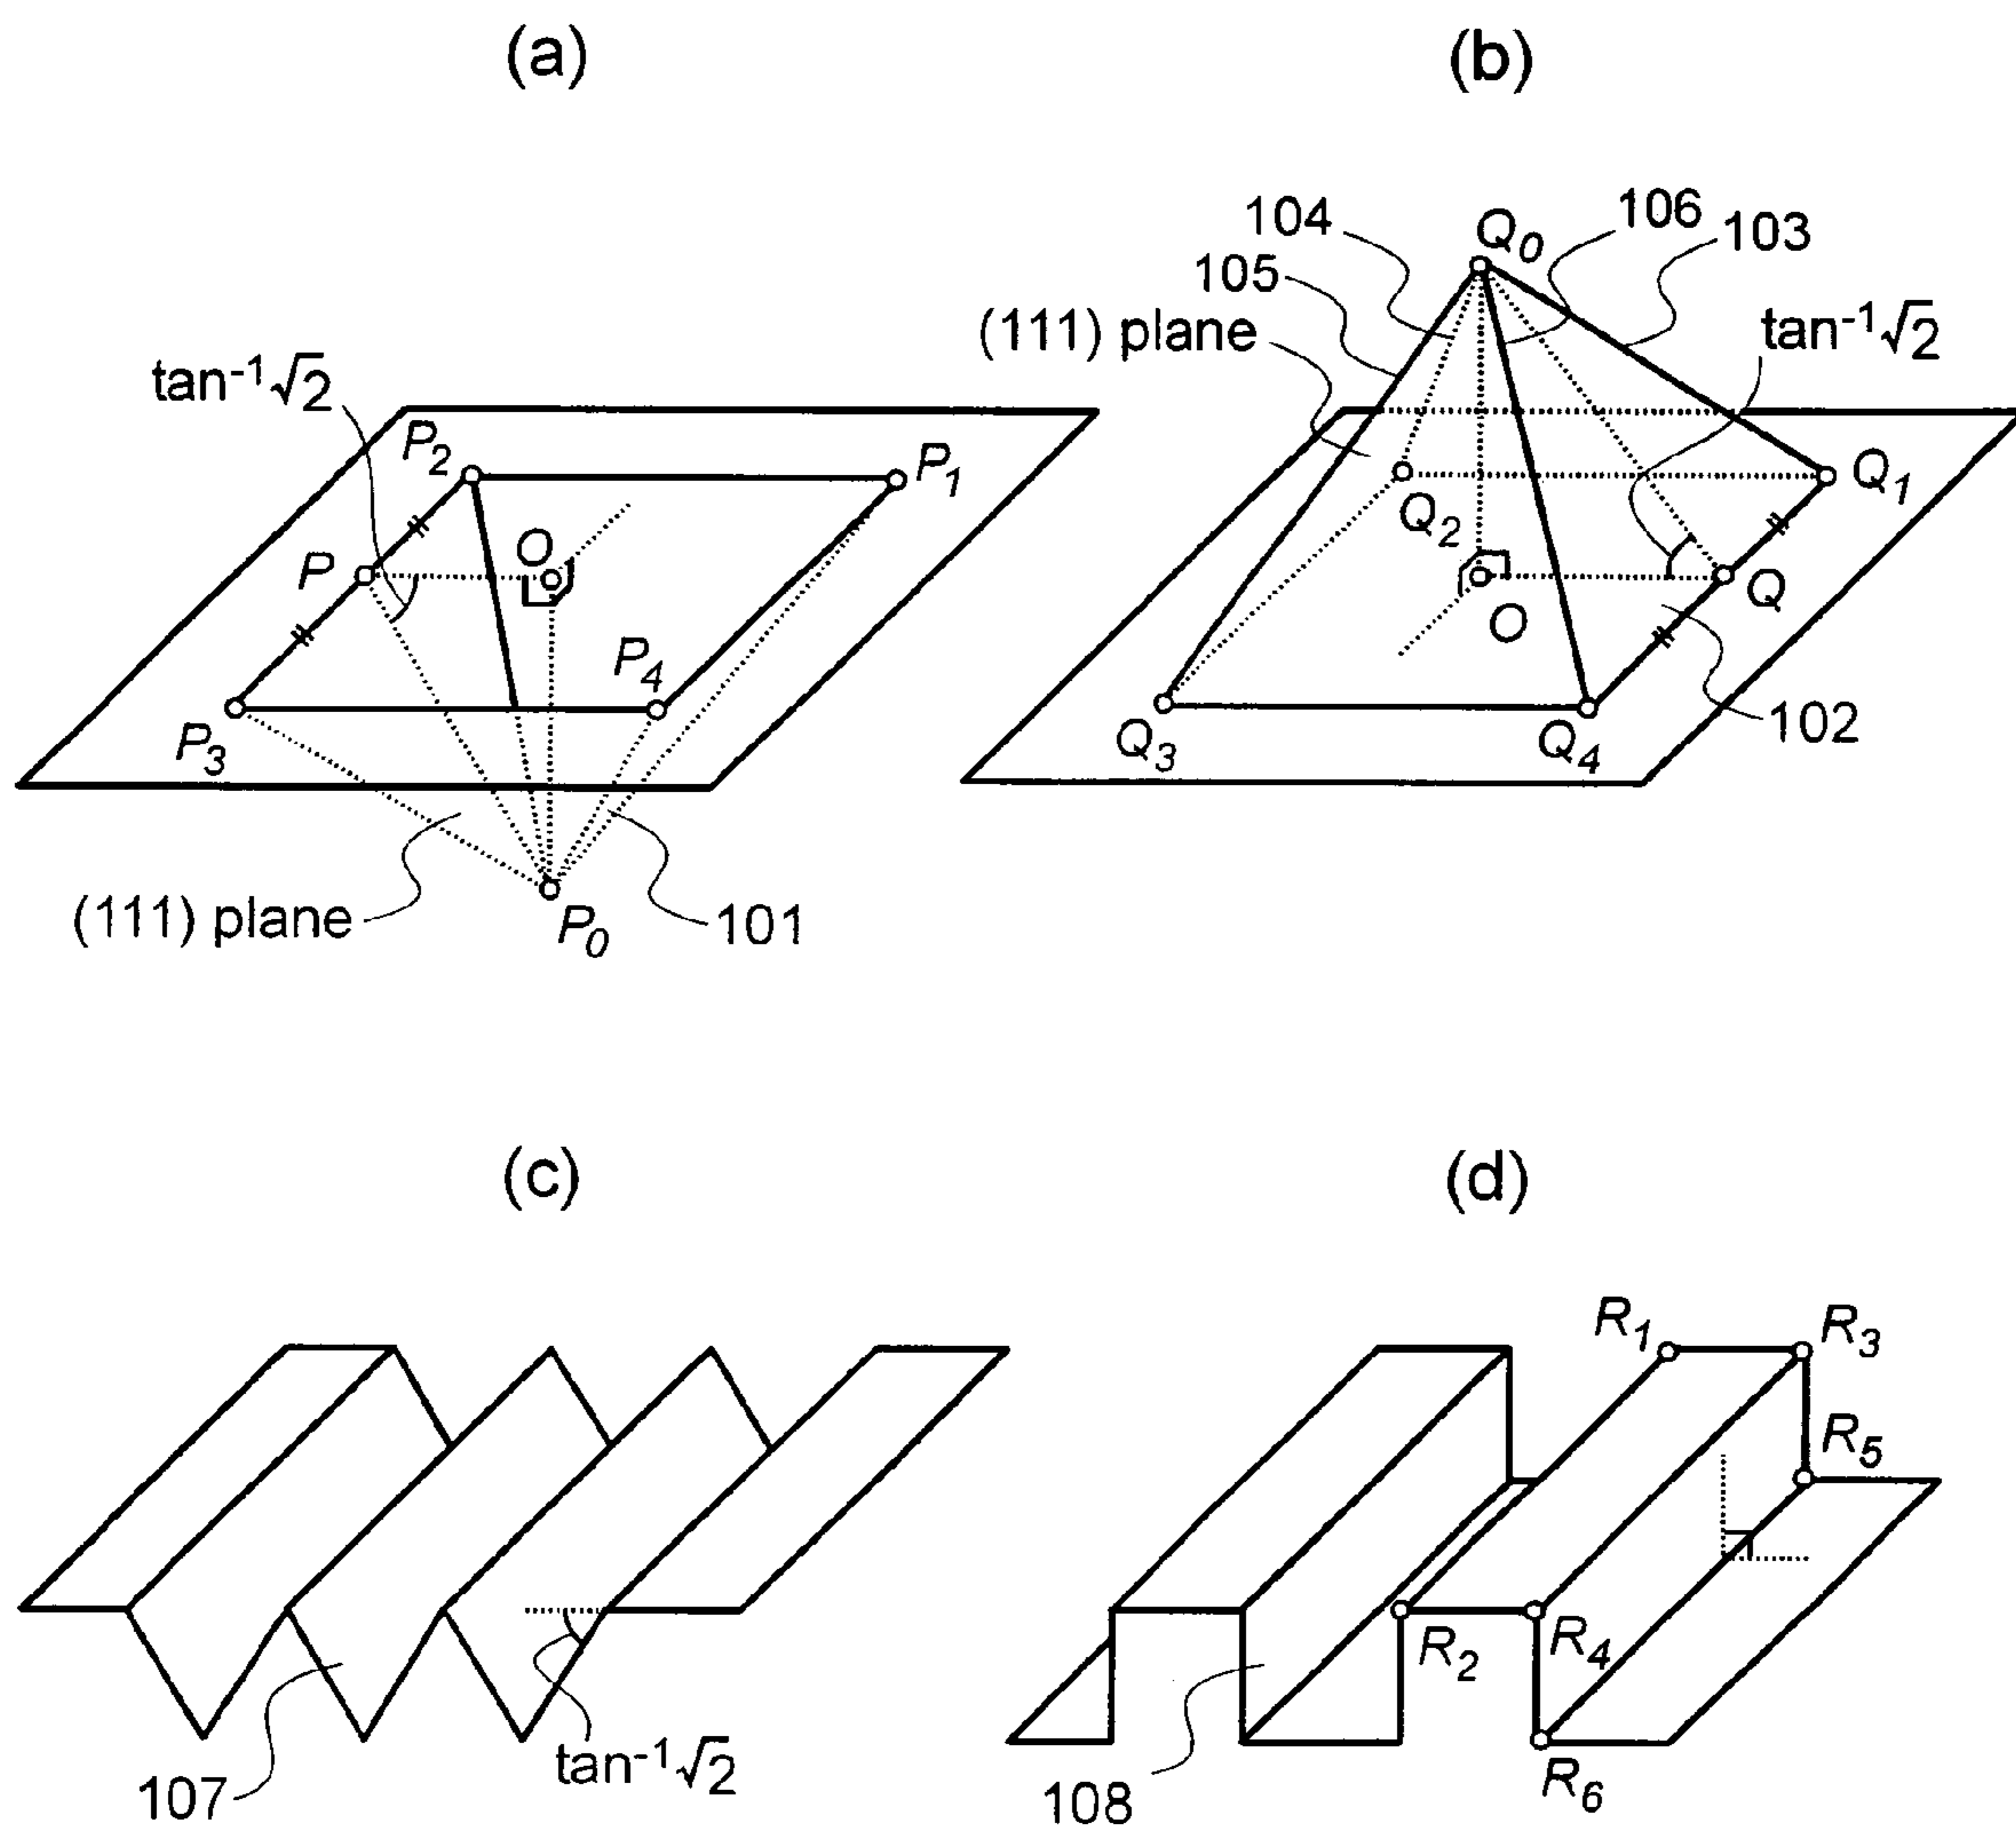 (a)
tan⁻¹√2
P₂
P₁
O
P
P₄
P₃
(111) plane
P₀
101
(b)
104
106
Q₀
103
105
(111) plane
tan⁻¹√2
Q₁
Q₂
Q
O
Q₃
Q₄
102
(c)
107
tan⁻¹√2
(d)
R₁
R₃
R₅
R₂
R₄
108
R₆